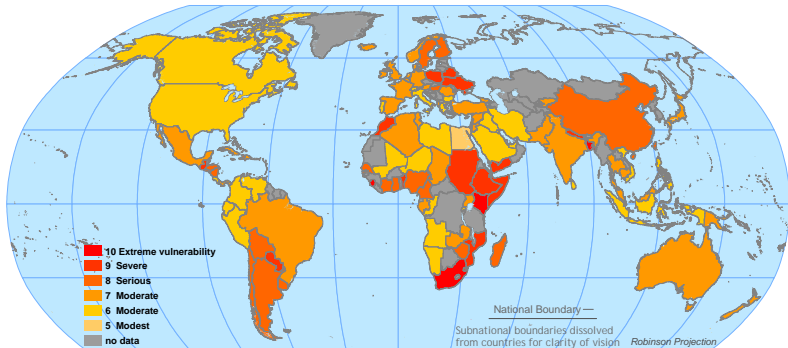 10 Extreme vulnerability
9 Severe
8 Serious
7 Moderate
6 Moderate
5 Modest
no data
National Boundary —
Subnational boundaries dissolved
from countries for clarity of vision
Robinson Projection